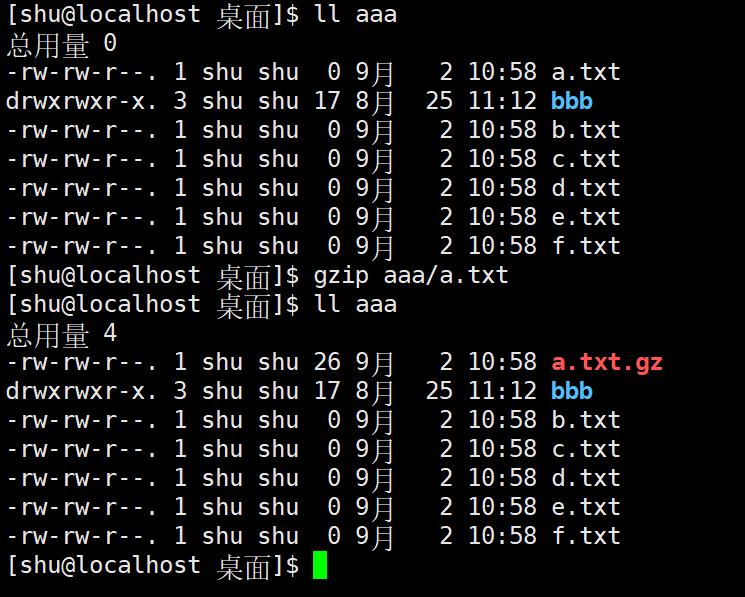 [shu@localhost 桌面]$ ll aaa
总用量 0
-rw-rw-r--. 1 shu shu  0 9月   2 10:58 a.txt
drwxrwxr-x. 3 shu shu 17 8月  25 11:12 bbb
-rw-rw-r--. 1 shu shu  0 9月   2 10:58 b.txt
-rw-rw-r--. 1 shu shu  0 9月   2 10:58 c.txt
-rw-rw-r--. 1 shu shu  0 9月   2 10:58 d.txt
-rw-rw-r--. 1 shu shu  0 9月   2 10:58 e.txt
-rw-rw-r--. 1 shu shu  0 9月   2 10:58 f.txt
[shu@localhost 桌面]$ gzip aaa/a.txt
[shu@localhost 桌面]$ ll aaa
总用量 4
-rw-rw-r--. 1 shu shu 26 9月   2 10:58 a.txt.gz
drwxrwxr-x. 3 shu shu 17 8月  25 11:12 bbb
-rw-rw-r--. 1 shu shu  0 9月   2 10:58 b.txt
-rw-rw-r--. 1 shu shu  0 9月   2 10:58 c.txt
-rw-rw-r--. 1 shu shu  0 9月   2 10:58 d.txt
-rw-rw-r--. 1 shu shu  0 9月   2 10:58 e.txt
-rw-rw-r--. 1 shu shu  0 9月   2 10:58 f.txt
[shu@localhost 桌面]$